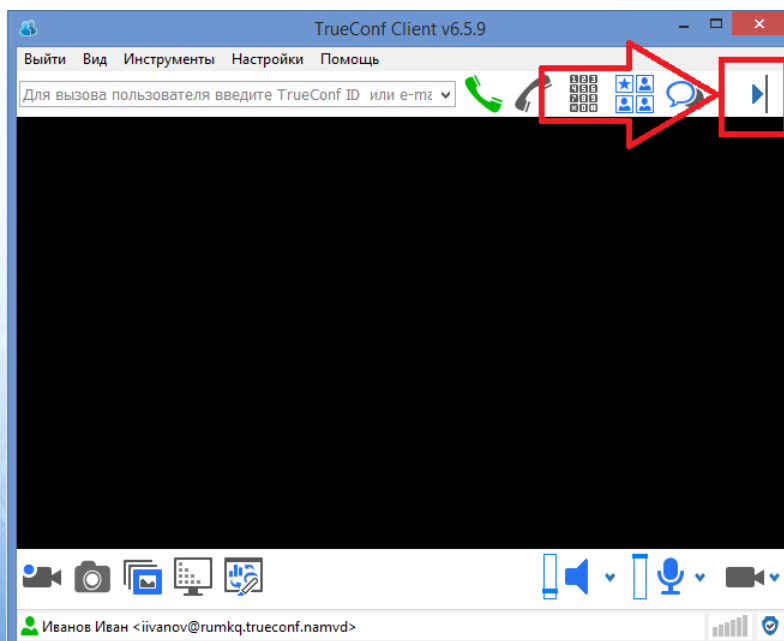 TrueConf Client v6.5.9
Выйти Вид Инструменты Настройки Помощь
Для вызова пользователя введите TrueConf ID или e-ma
Иванов Иван <iivanov@rumkq.trueconf.namvd>